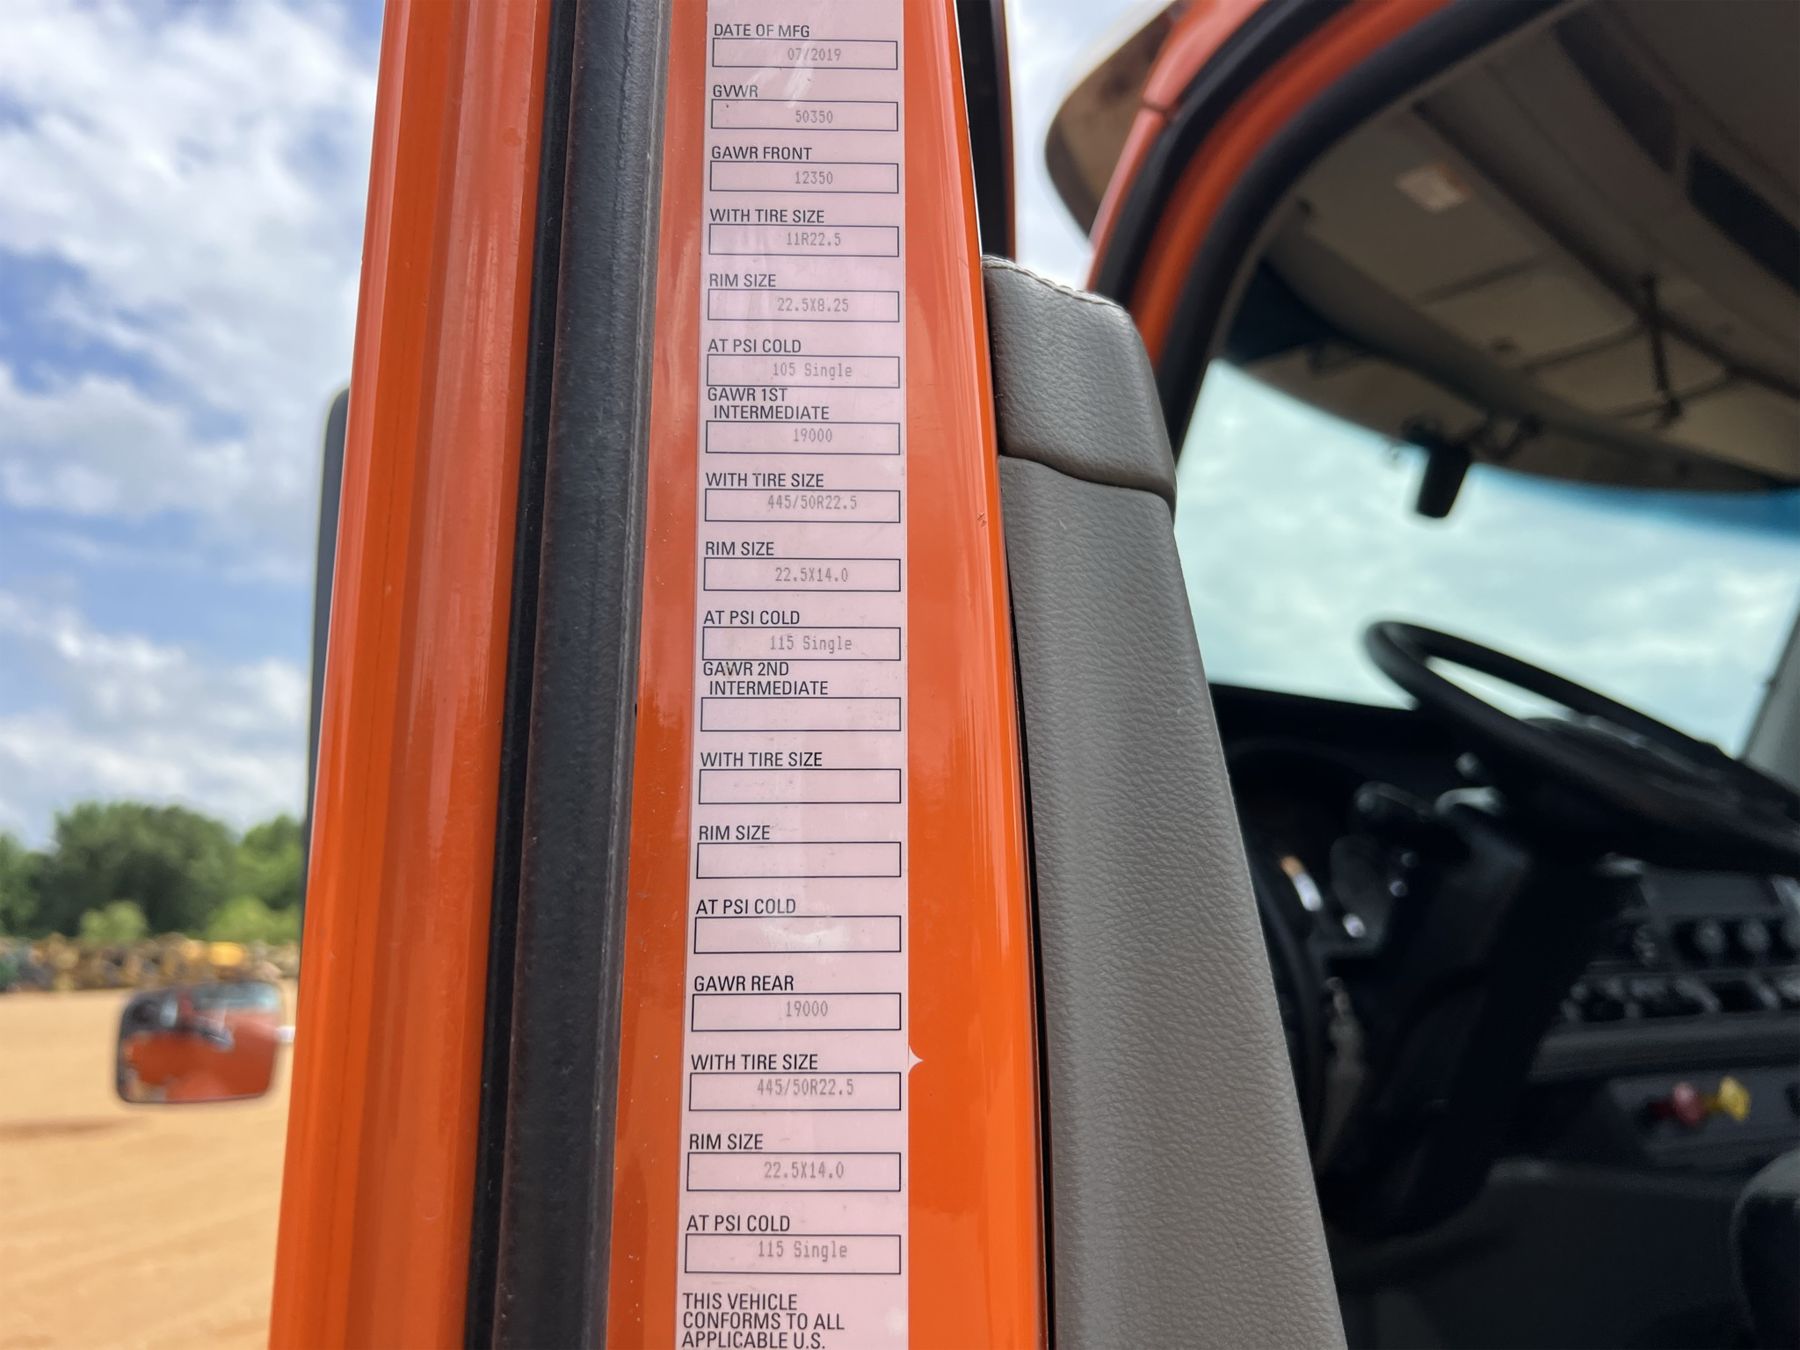 DATE OF MFG
07/2019
GVWR
50350
GAWR FRONT
12350
WITH TIRE SIZE
11R22.5
RIM SIZE
22.5X8.25
AT PSI COLD
105 Single
GAWR 1ST
INTERMEDIATE
19000
WITH TIRE SIZE
445/50R22.5
RIM SIZE
22.5X14.0
AT PSI COLD
115 Single
GAWR 2ND
INTERMEDIATE
WITH TIRE SIZE
RIM SIZE
AT PSI COLD
GAWR REAR
19000
WITH TIRE SIZE
445/50R22.5
RIM SIZE
22.5X14.0
AT PSI COLD
115 Single
THIS VEHICLE
CONFORMS TO ALL
APPLICABLE U.S.